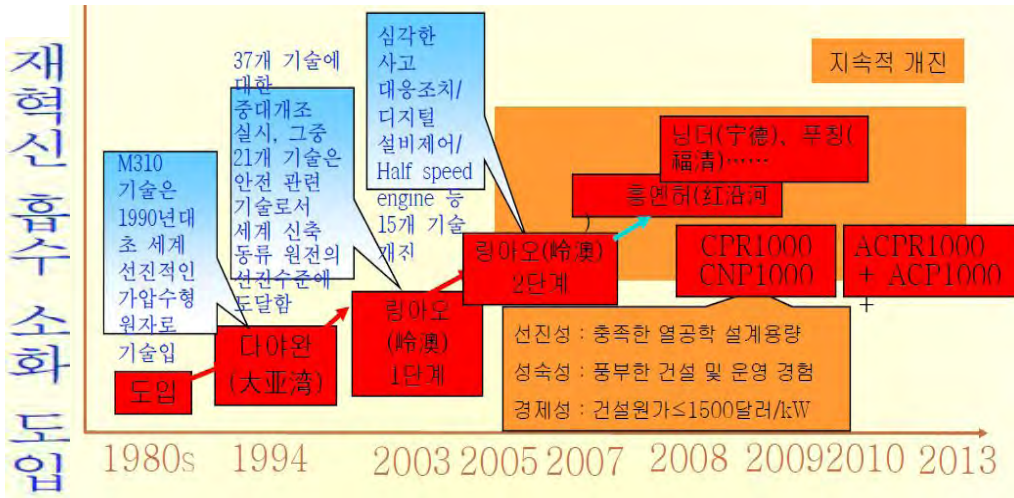 재혁신 흡수 소화 도입
M310
기술은
1990년대
초 세계
선진적인
가압수형
원자로
기술입
37개 기술에
대한
중대개조
실시, 그중
21개 기술은
안전 관련
기술로서
세계 신축
동류 원전의
선진수준에
도달함
심각한
사고
대응조치/
디지털
설비제어/
Half speed
engine 등
15개 기술
개진
지속적 개진
도입
다야완
(大亚湾)
링아오
(岭澳)
1단계
링아오(岭澳)
2단계
홍옌허(红沿河
닝더(宁德)、푸칭(
福清)……
CPR1000
CNP1000
ACPR1000
+ ACP1000
+
선진성 : 충족한 열공학 설계용량
성숙성 : 풍부한 건설 및 운영 경험
경제성 : 건설원가≤1500달러/kW
1980s 1994 2003 2005 2007 2008 2009 2010 2013